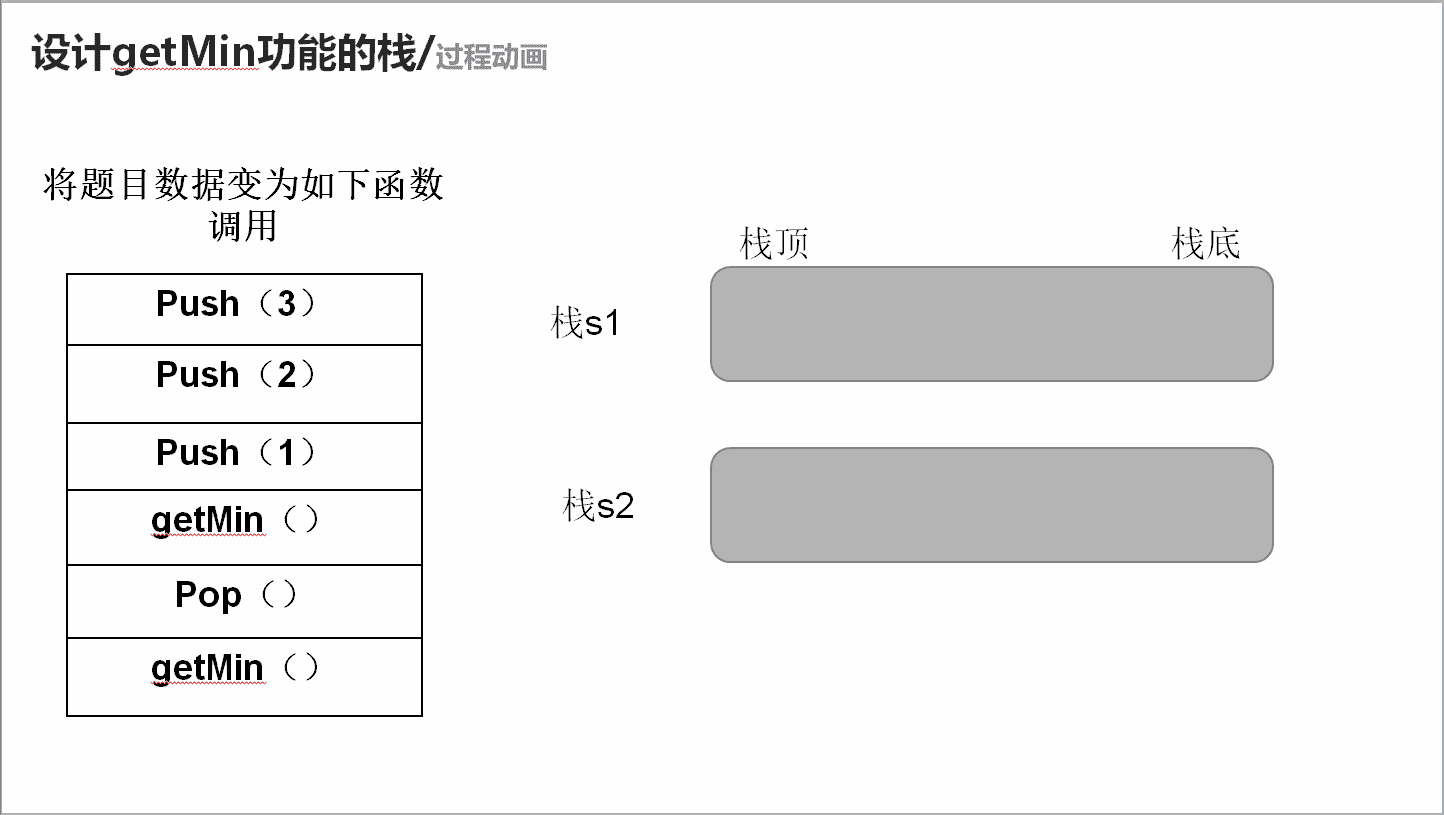 设计getMin功能的栈/过程动画
将题目数据变为如下函数
调用
Push（3）
Push（2）
Push（1）
getMin（）
Pop（）
getMin（）
栈顶
栈底
栈s1
栈s2